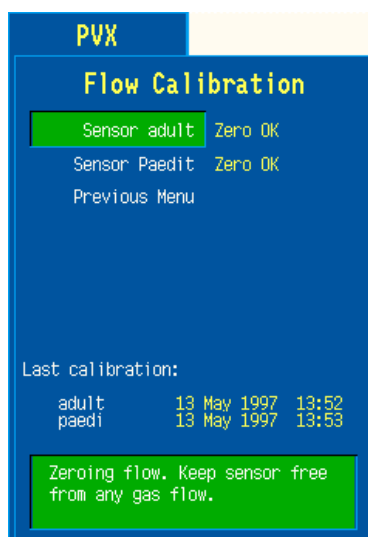 PVX
Flow Calibration
Sensor adult Zero OK
Sensor Paedit Zero OK
Previous Menu
Last calibration:
adult 13 May 1997 13:52
paedi 13 May 1997 13:53
Zeroing flow. Keep sensor free
from any gas flow.